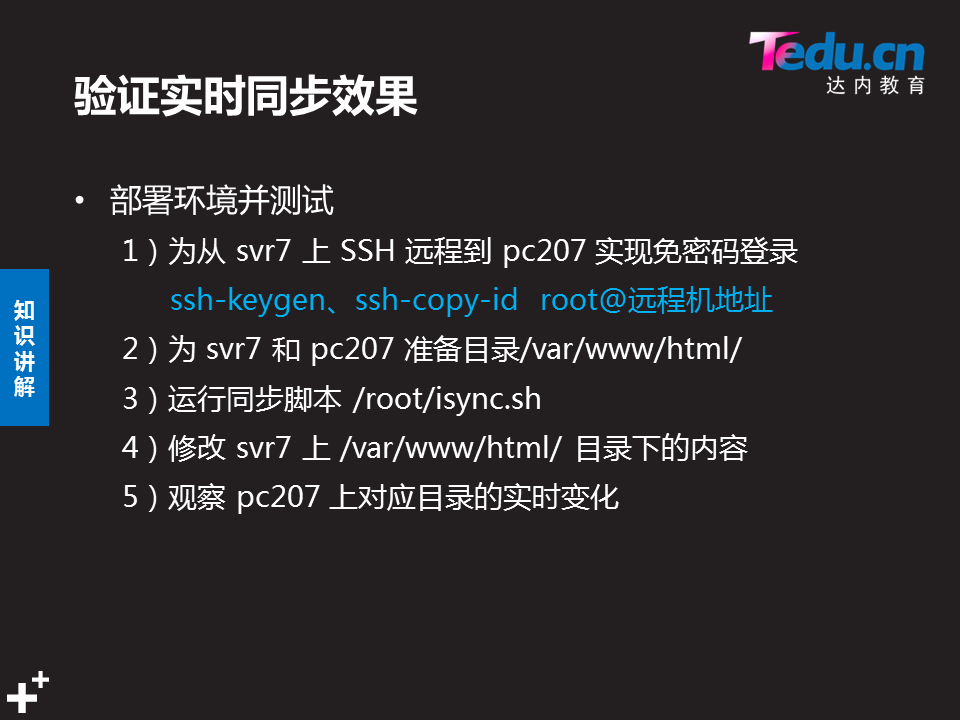 Tedu.cn
达内教育
验证实时同步效果
• 部署环境并测试
1）为从 svr7 上 SSH 远程到 pc207 实现免密码登录
ssh-keygen、ssh-copy-id root@远程机地址
2）为 svr7 和 pc207 准备目录/var/www/html/
3）运行同步脚本 /root/isync.sh
4）修改 svr7 上 /var/www/html/ 目录下的内容
5）观察 pc207 上对应目录的实时变化
知识讲解